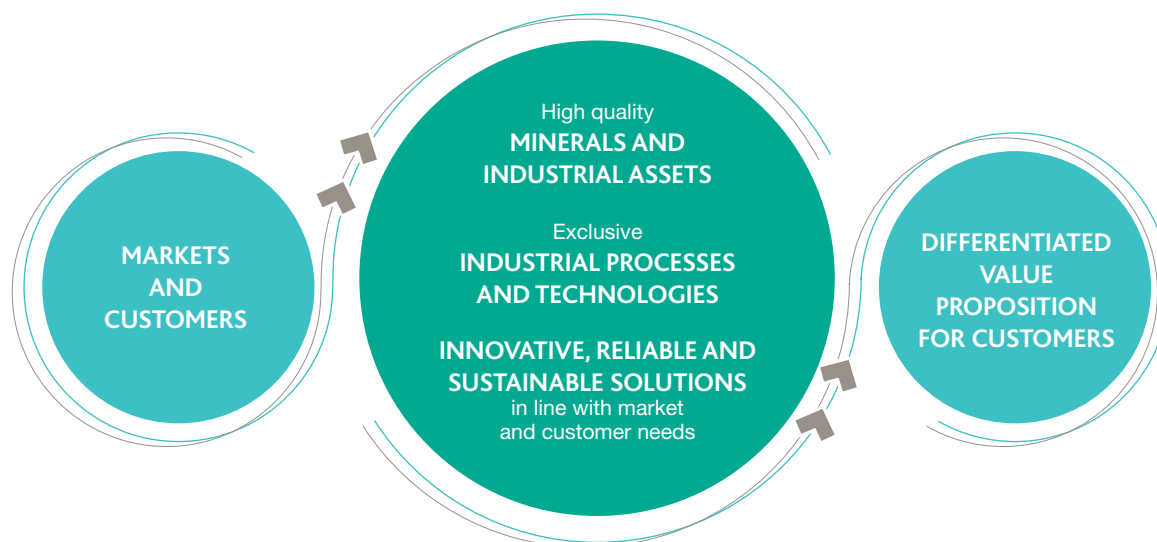 MARKETS
AND
CUSTOMERS
High quality
MINERALS AND
INDUSTRIAL ASSETS
Exclusive
INDUSTRIAL PROCESSES
AND TECHNOLOGIES
INNOVATIVE, RELIABLE AND
SUSTAINABLE SOLUTIONS
in line with market
and customer needs
DIFFERENTIATED
VALUE
PROPOSITION
FOR CUSTOMERS